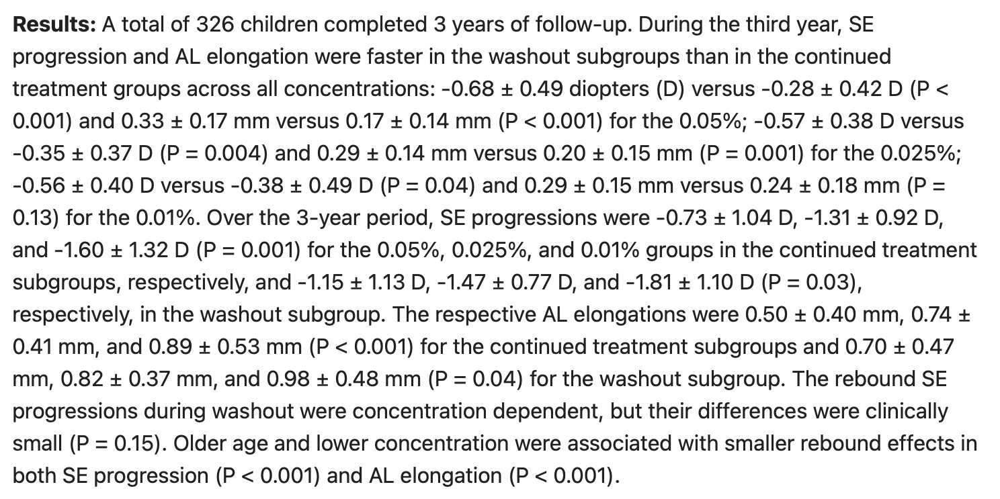 Results: A total of 326 children completed 3 years of follow-up. During the third year, SE
progression and AL elongation were faster in the washout subgroups than in the continued
treatment groups across all concentrations: -0.68 ± 0.49 diopters (D) versus -0.28 ± 0.42 D (P <
0.001) and 0.33 ± 0.17 mm versus 0.17 ± 0.14 mm (P < 0.001) for the 0.05%; -0.57 ± 0.38 D versus
-0.35 ± 0.37 D (P = 0.004) and 0.29 ± 0.14 mm versus 0.20 ± 0.15 mm (P = 0.001) for the 0.025%;
-0.56 ± 0.40 D versus -0.38 ± 0.49 D (P = 0.04) and 0.29 ± 0.15 mm versus 0.24 ± 0.18 mm (P =
0.13) for the 0.01%. Over the 3-year period, SE progressions were -0.73 ± 1.04 D, -1.31 ± 0.92 D,
and -1.60 ± 1.32 D (P = 0.001) for the 0.05%, 0.025%, and 0.01% groups in the continued treatment
subgroups, respectively, and -1.15 ± 1.13 D, -1.47 ± 0.77 D, and -1.81 ± 1.10 D (P = 0.03),
respectively, in the washout subgroup. The respective AL elongations were 0.50 ± 0.40 mm, 0.74 ±
0.41 mm, and 0.89 ± 0.53 mm (P < 0.001) for the continued treatment subgroups and 0.70 ± 0.47
mm, 0.82 ± 0.37 mm, and 0.98 ± 0.48 mm (P = 0.04) for the washout subgroup. The rebound SE
progressions during washout were concentration dependent, but their differences were clinically
small (P = 0.15). Older age and lower concentration were associated with smaller rebound effects in
both SE progression (P < 0.001) and AL elongation (P < 0.001).